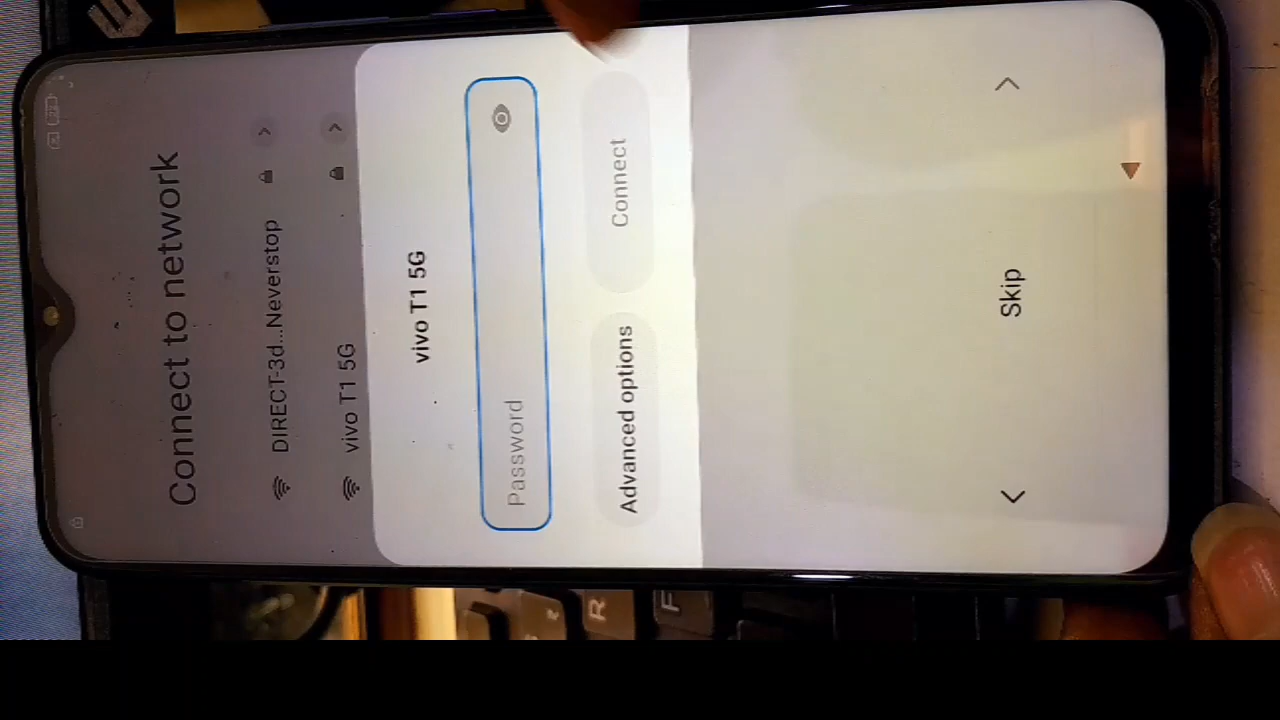 Connect to network
DIRECT-3d...Neverstop
vivo T1 5G
vivo T1 5G
Password
Advanced options
Connect
Skip
R
F